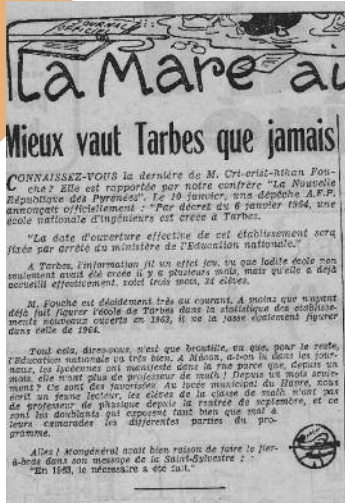 JOURNAL
OFFICIEL
La Mare au
Mieux vaut Tarbes que jamais
CONNAISSEZ-VOUS la dernière de M. Cri-crist-hihan Fou-
ché ? Elle est rapportée par notre confrère "La Nouvelle
République des Pyrénées". Le 10 janvier, une dépêche A.F.P.
annonçait officiellement : "Par décret du 6 janvier 1964, une
école nationale d'ingénieurs est créée à Tarbes.
"La date d'ouverture effective de cet établissement sera
fixée par arrêté du ministère de l'Education nationale."
A Tarbes, l'information fit un effet fou, vu que ladite école non
seulement avait été créée il y a plusieurs mois, mais qu'elle a déjà
accueilli effectivement, voici trois mois, 34 élèves.
M. Fouché est décidément très au courant. A moins que n'ayant
déjà fait figurer l'école de Tarbes dans la statistique des établisse-
ments nouveaux ouverts en 1963, il ne la fasse également figurer
dans celle de 1964.
Tout cela, direz-vous, n'est que broutille, vu que, pour le reste,
l'Education nationale va très bien. A Mâcon, a-t-on lu dans les jour-
naux, les lycéennes ont manifesté dans la rue parce que, depuis un
mois, elle n'ont plus de professeur de math ! Depuis un mois seule-
ment ? Ce sont des favorisées. Au lycée municipal du Havre, nous
écrit un jeune lecteur, les élèves de la classe de math n'ont pas
de professeur de physique depuis la rentrée de septembre, et ce
sont les doublants qui exposent tant bien que mal à
leurs camarades les différentes parties du pro-
gramme.
Allez ! Mongénéral avait bien raison de faire le fier-
à-bras dans son message de la Saint-Sylvestre :
"En 1963, le nécessaire a été fait."